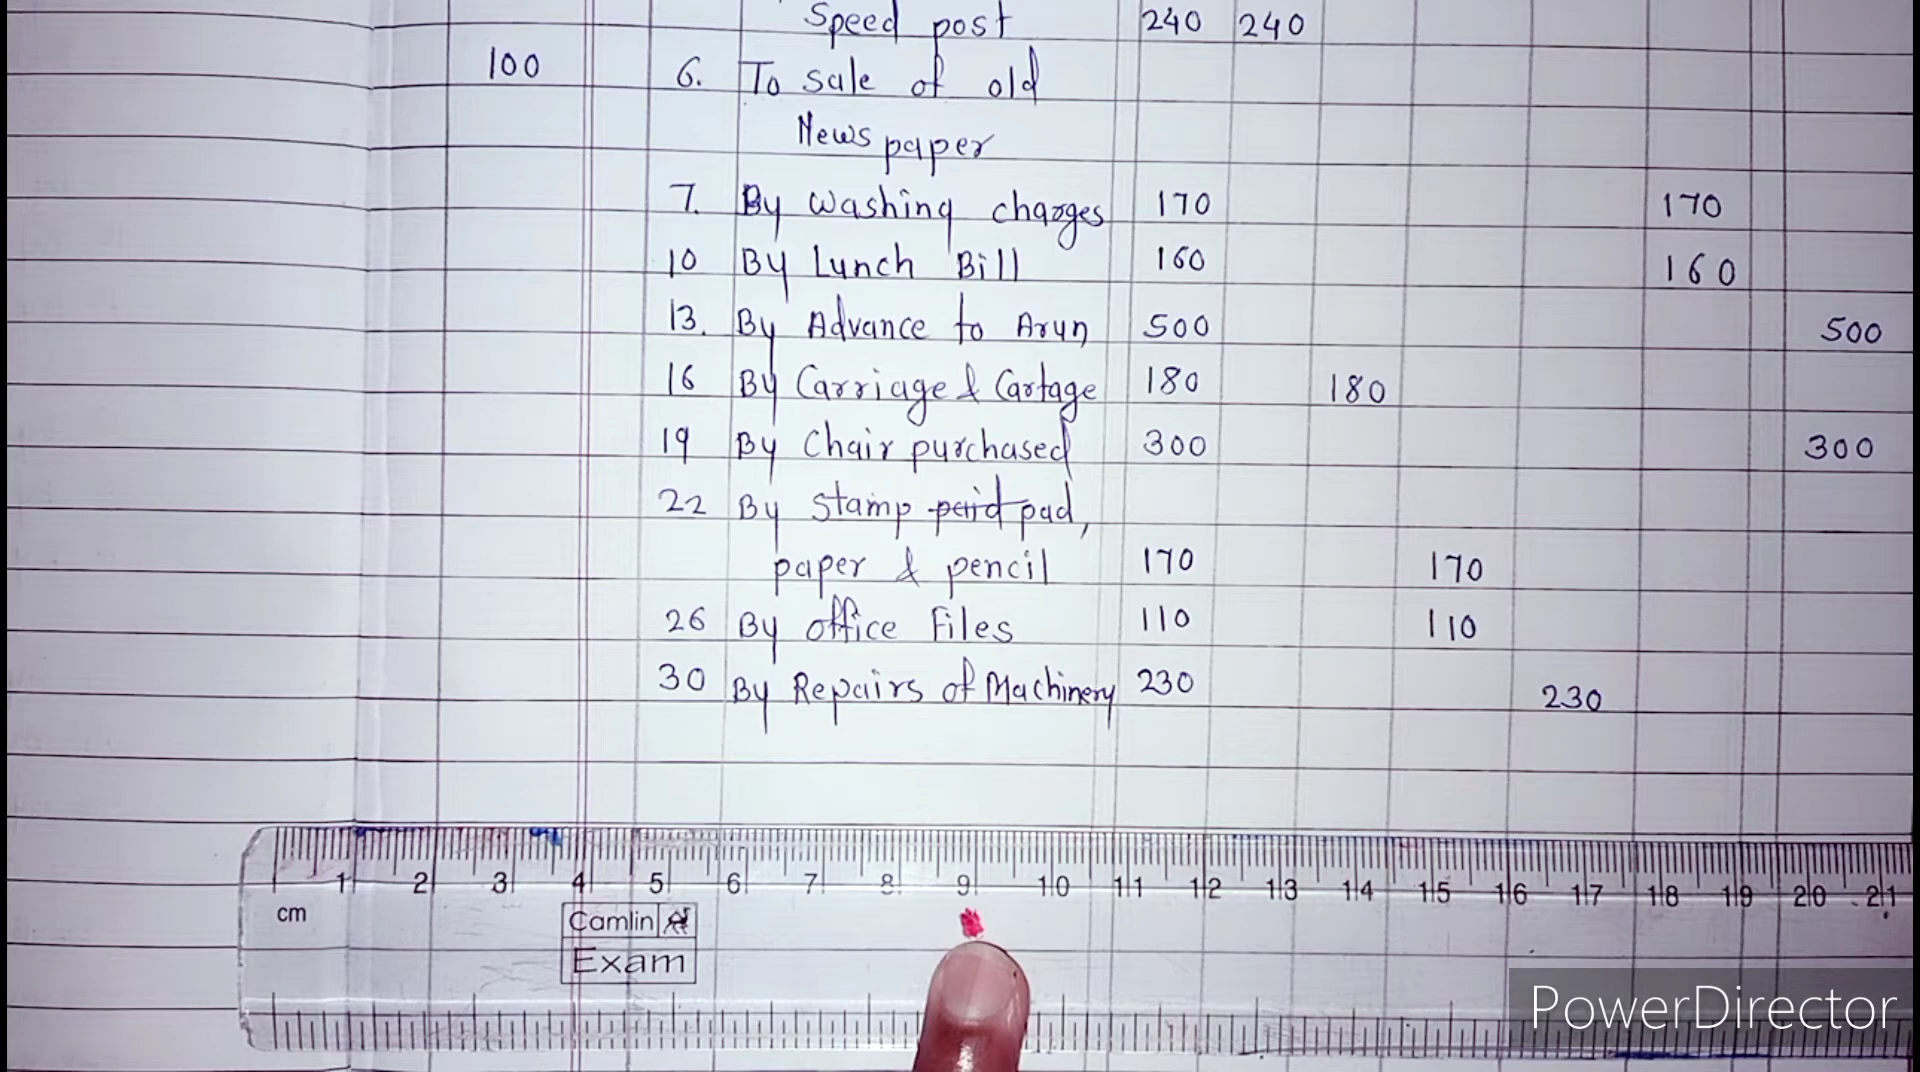 Speed post 240 240
100 6. To sale of old
News paper
7. By Washing charges 170 170
10 By Lunch Bill 160 160
13. By Advance to Arun 500 500
16 By Carriage & Cartage 180 180
19 By Chair purchased 300 300
22 By Stamp paid pad,
paper & pencil 170 170
26 By office Files 110 110
30 By Repairs of Machinery 230 230
1 2 3 4 5 6 7 8 9 10 11 12 13 14 15 16 17 18 19 20 21
cm
Camlin
Exam
PowerDirector